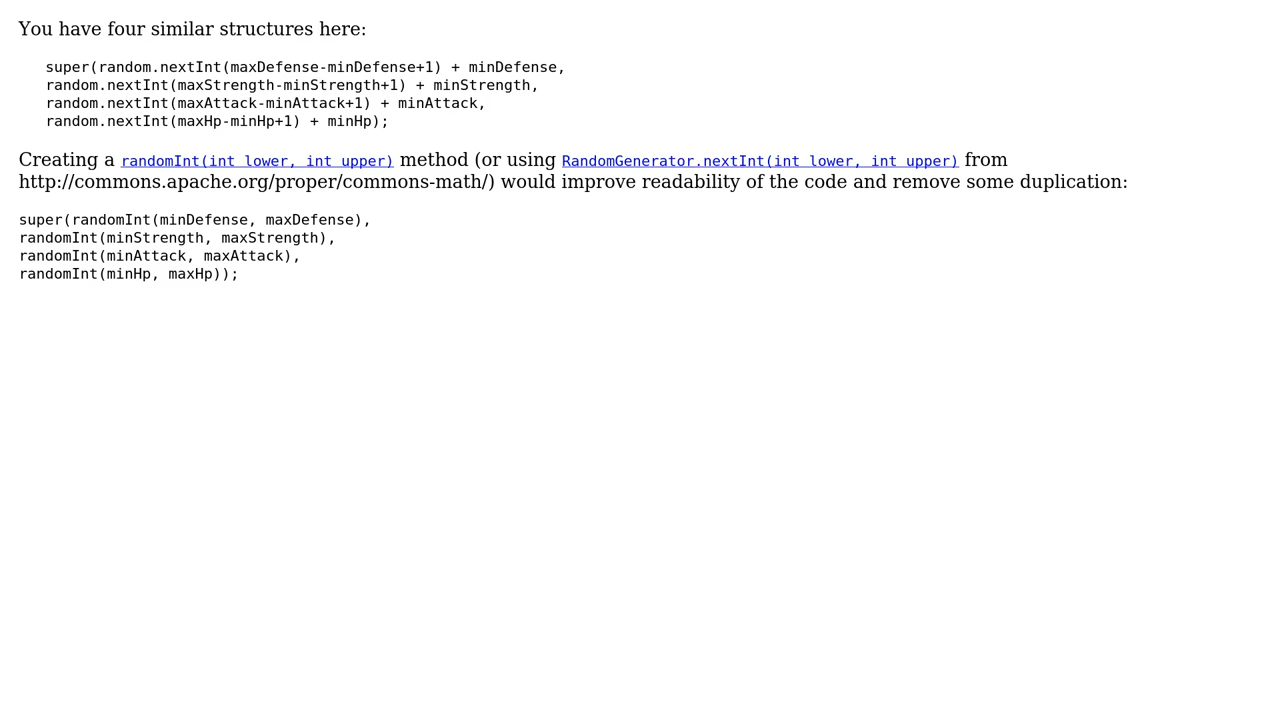 You have four similar structures here:
super(random.nextInt(maxDefense-minDefense+1) + minDefense,
random.nextInt(maxStrength-minStrength+1) + minStrength,
random.nextInt(maxAttack-minAttack+1) + minAttack,
random.nextInt(maxHp-minHp+1) + minHp);
Creating a randomInt(int lower, int upper) method (or using RandomGenerator.nextInt(int lower, int upper) from
http://commons.apache.org/proper/commons-math/) would improve readability of the code and remove some duplication:
super(randomInt(minDefense, maxDefense),
randomInt(minStrength, maxStrength),
randomInt(minAttack, maxAttack),
randomInt(minHp, maxHp));